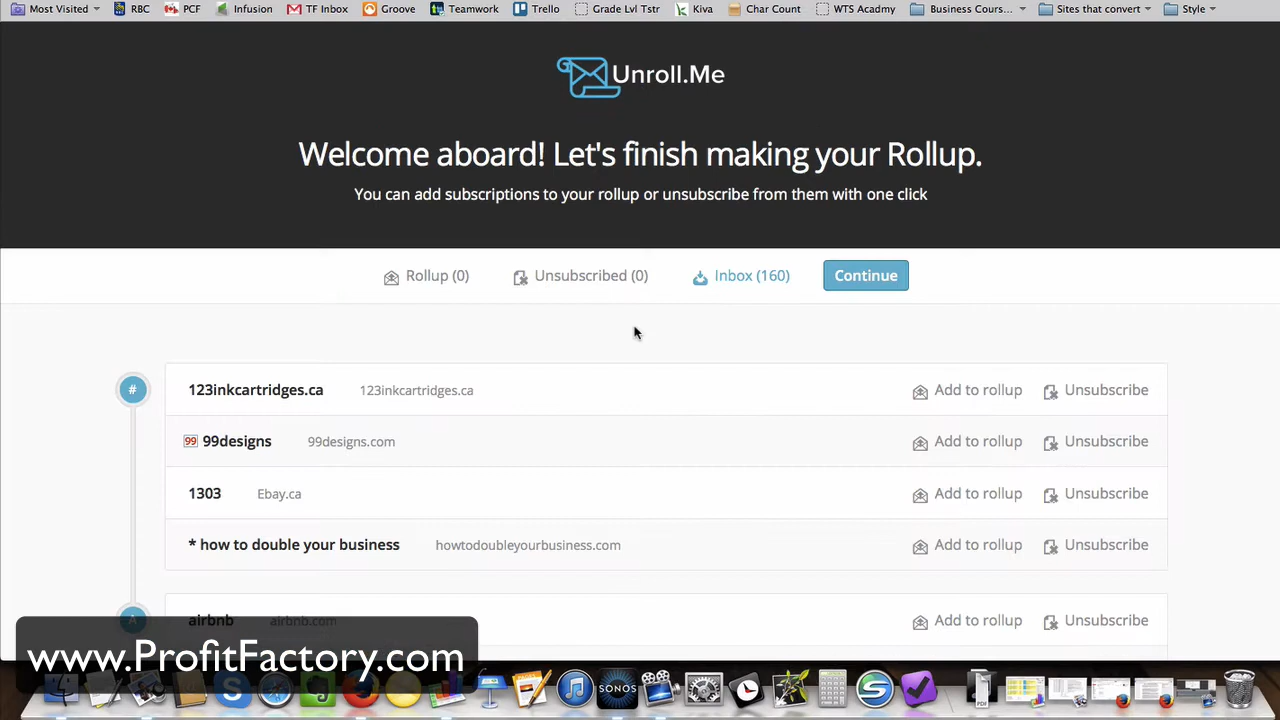 Most Visited RBC PCF Infusion TF Inbox Groove Teamwork Trello Grade Lvl Tstr Kiva Char Count WTS Acadmy Business Cours... Sites that convert Style
Unroll.Me
Welcome aboard! Let's finish making your Rollup.
You can add subscriptions to your rollup or unsubscribe from them with one click
Rollup (0) Unsubscribed (0) Inbox (160) Continue
# 123inkcartridges.ca 123inkcartridges.ca Add to rollup Unsubscribe
99 99designs 99designs.com Add to rollup Unsubscribe
1303 Ebay.ca Add to rollup Unsubscribe
* how to double your business howtodoubleyourbusiness.com Add to rollup Unsubscribe
A airbnb airbnb.com Add to rollup Unsubscribe
www.ProfitFactory.com
SONOS